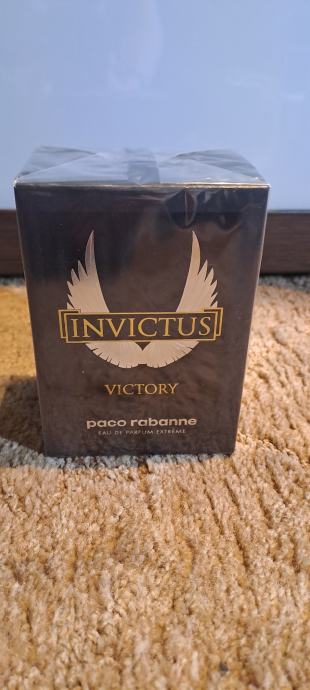 INVICTUS
VICTORY
paco rabanne
EAU DE PARFUM EXTRÊME